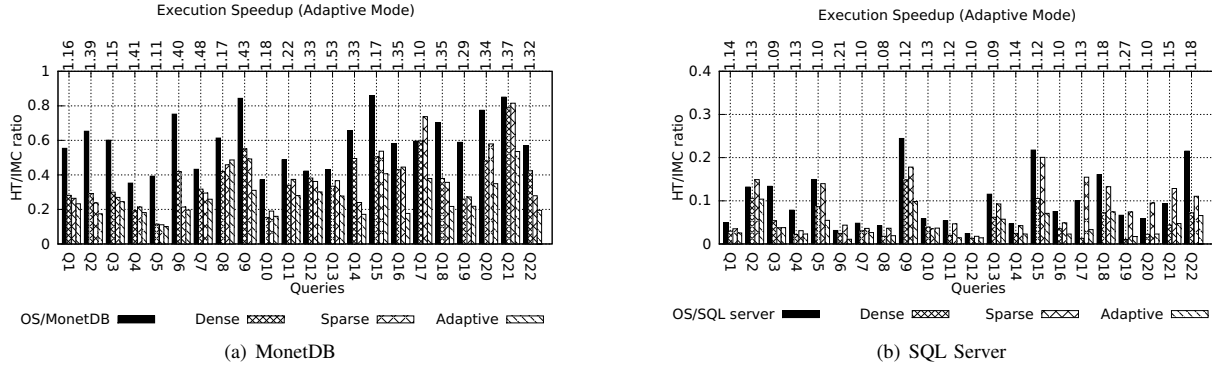 Execution Speedup (Adaptive Mode)
1.16 1.39 1.15 1.41 1.11 1.40 1.48 1.17 1.43 1.18 1.22 1.33 1.53 1.33 1.17 1.35 1.10 1.35 1.29 1.34 1.37 1.32
1
0.8
0.6
0.4
0.2
0
HT/IMC ratio
Q1 Q2 Q3 Q4 Q5 Q6 Q7 Q8 Q9 Q10 Q11 Q12 Q13 Q14 Q15 Q16 Q17 Q18 Q19 Q20 Q21 Q22
Queries
OS/MonetDB Dense Sparse Adaptive
(a) MonetDB
Execution Speedup (Adaptive Mode)
1.14 1.13 1.09 1.13 1.10 1.21 1.10 1.08 1.12 1.13 1.12 1.10 1.09 1.14 1.12 1.10 1.13 1.18 1.27 1.10 1.15 1.18
0.4
0.3
0.2
0.1
0
HT/IMC ratio
Q1 Q2 Q3 Q4 Q5 Q6 Q7 Q8 Q9 Q10 Q11 Q12 Q13 Q14 Q15 Q16 Q17 Q18 Q19 Q20 Q21 Q22
Queries
OS/SQL server Dense Sparse Adaptive
(b) SQL Server